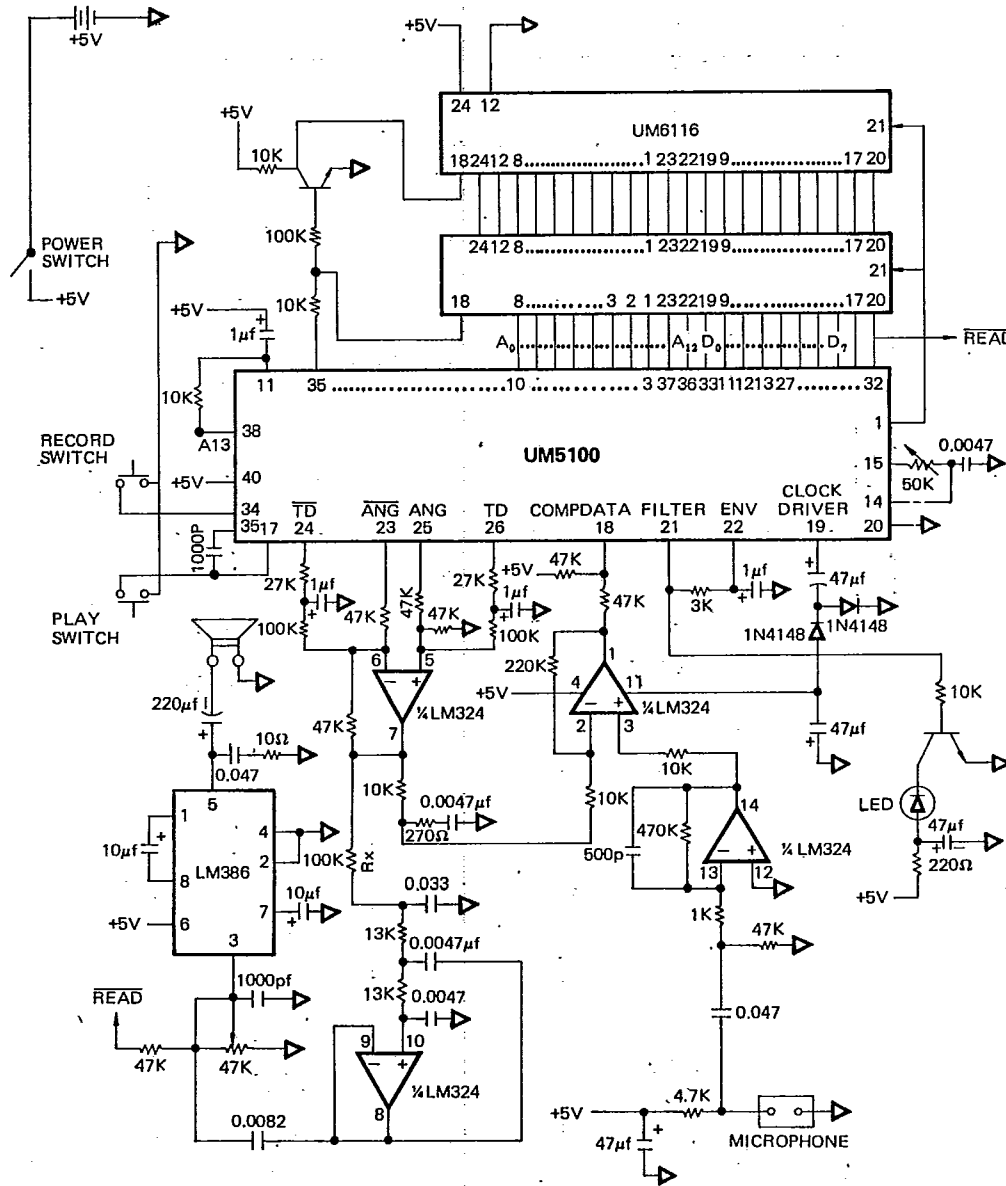 +5V
+5V
24 12
UM6116
21
+5V
10K
18 24 12 8 ........................ 1 23 22 19 9 ........................ 17 20
100K
POWER
SWITCH
24 12 8 ........................ 1 23 22 19 9 ........................ 17 20
21
+5V
10K
18 8 ................ 3 2 1 23 22 19 9 ........................ 17 20
+5V
1µf
+
A0 ........................ A12 D0 ........................ D7
READ
11 35 ........................ 10 ........................ 3 37 36 33 1 11 21 3 27 ............ 32
10K
38
A13
1
RECORD
SWITCH
UM5100
0.0047
+5V
40
15
50K
34
14
TD ANG ANG TD COMPDATA FILTER ENV CLOCK
DRIVER
35 17 24 23 25 26 18 21 22 19
20
1000P
27K 1µf 47K 47K 27K 1µf +5V 47K
47µf
PLAY
SWITCH
100K 47K 100K 47K 3K 1µf
1N4148 1N4148
6 5
220K 1
220µf
47K
¼LM324
+5V 4 11
¼LM324
10K
7
2 3
47µf
10Ω
0.047
10K
10K
10K
5
0.0047µf
270Ω
14
LED
1 4
10µf
2
LM386
8
100K Rx
500p
470K
¼LM324
47µf
220Ω
13 12
10µf
7
0.033
+5V
+5V
6
3
13K
0.0047µf
1K
47K
READ
1000pf
13K
0.0047
0.047
9 10
47K 47K
¼LM324
8
0.0082
4.7K
+5V
47µf
MICROPHONE